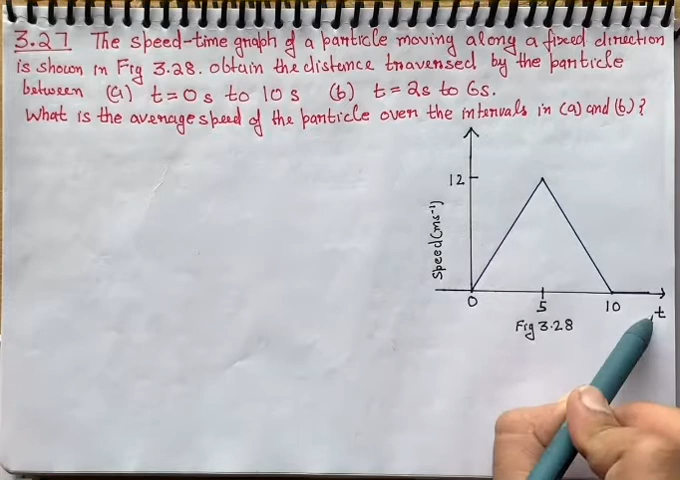 3.27 The speed-time graph of a particle moving along a fixed direction
is shown in Fig 3.28. obtain the distance traversed by the particle
between (a) t=0s to 10s (b) t=2s to 6s.
What is the average speed of the particle over the intervals in (a) and (b)?
12
Speed(ms⁻¹)
0
5
10
t
Fig 3.28